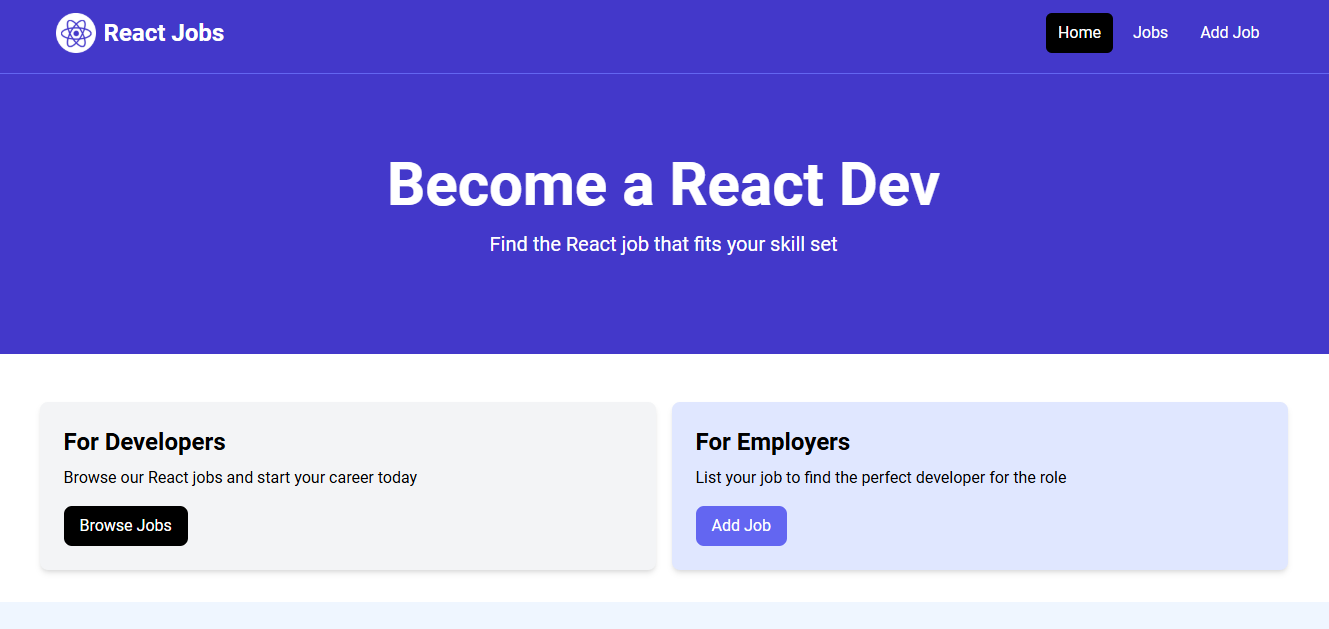 React Jobs
Home
Jobs
Add Job
Become a React Dev
Find the React job that fits your skill set
For Developers
Browse our React jobs and start your career today
Browse Jobs
For Employers
List your job to find the perfect developer for the role
Add Job